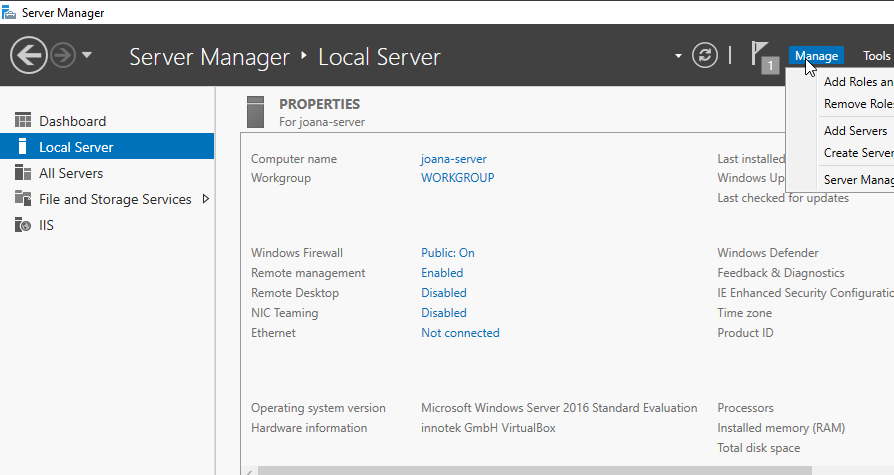 Server Manager
Server Manager ‣ Local Server
1
Manage
Tools
Add Roles an
Remove Role
Add Servers
Create Server
Server Manag
Dashboard
Local Server
All Servers
File and Storage Services
IIS
PROPERTIES
For joana-server
Computer name joana-server Last installed
Workgroup WORKGROUP Windows Up
Last checked for updates
Windows Firewall Public: On Windows Defender
Remote management Enabled Feedback & Diagnostics
Remote Desktop Disabled IE Enhanced Security Configuratio
NIC Teaming Disabled Time zone
Ethernet Not connected Product ID
Operating system version Microsoft Windows Server 2016 Standard Evaluation Processors
Hardware information innotek GmbH VirtualBox Installed memory (RAM)
Total disk space